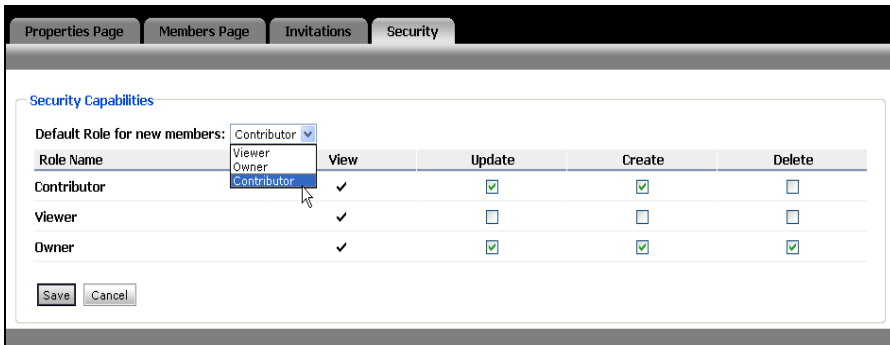 Properties Page Members Page Invitations Security
Security Capabilities
Default Role for new members: Contributor
Viewer
Owner
Contributor
Role Name View Update Create Delete
Contributor
Viewer
Owner
Save Cancel